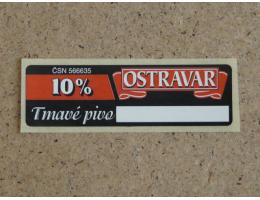 ČSN 566635
10%
OSTRAVAR
Tmavé pivo